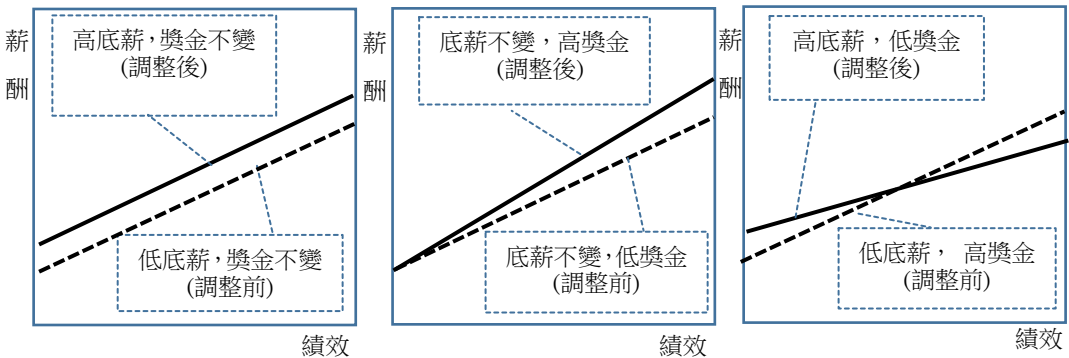 薪
酬
高底薪，獎金不變
(調整後)
低底薪，獎金不變
(調整前)
績效
薪
酬
底薪不變，高獎金
(調整後)
底薪不變，低獎金
(調整前)
績效
薪
酬
高底薪，低獎金
(調整後)
低底薪， 高獎金
(調整前)
績效